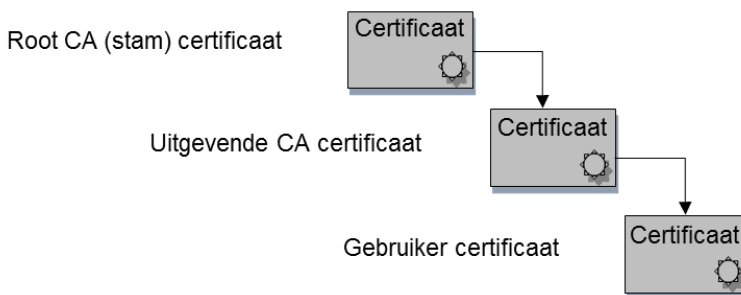 Root CA (stam) certificaat
Certificaat
Uitgevende CA certificaat
Certificaat
Gebruiker certificaat
Certificaat